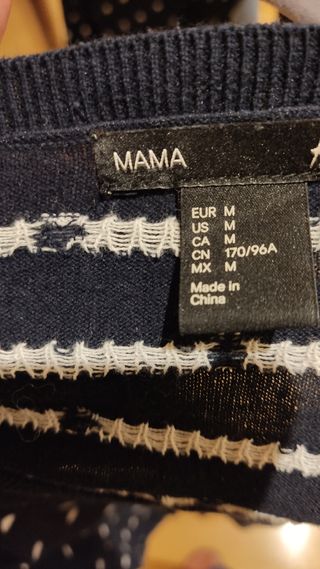 MAMA
EUR M
US M
CA M
CN 170/96A
MX M
Made in
China